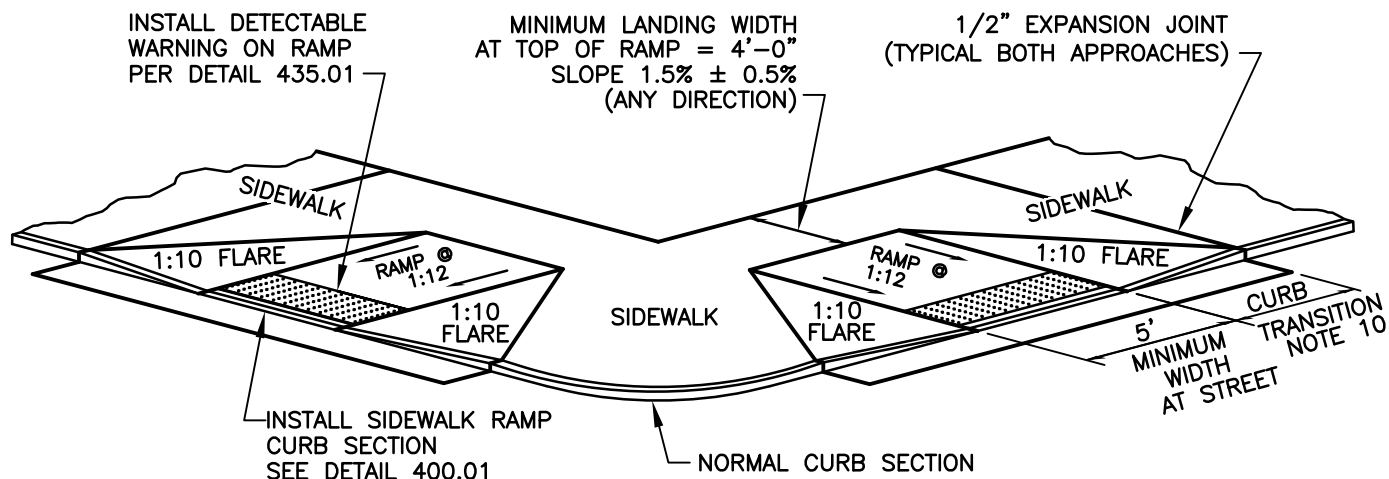 INSTALL DETECTABLE
WARNING ON RAMP
PER DETAIL 435.01
MINIMUM LANDING WIDTH
AT TOP OF RAMP = 4'-0"
SLOPE 1.5% ± 0.5%
(ANY DIRECTION)
1/2" EXPANSION JOINT
(TYPICAL BOTH APPROACHES)
SIDEWALK
1:10 FLARE
RAMP @
1:12
1:10
FLARE
SIDEWALK
SIDEWALK
1:10 FLARE
RAMP @
1:12
1:10
FLARE
CURB
TRANSITION
NOTE 10
5'
MINIMUM
WIDTH
AT STREET
INSTALL SIDEWALK RAMP
CURB SECTION
SEE DETAIL 400.01
NORMAL CURB SECTION